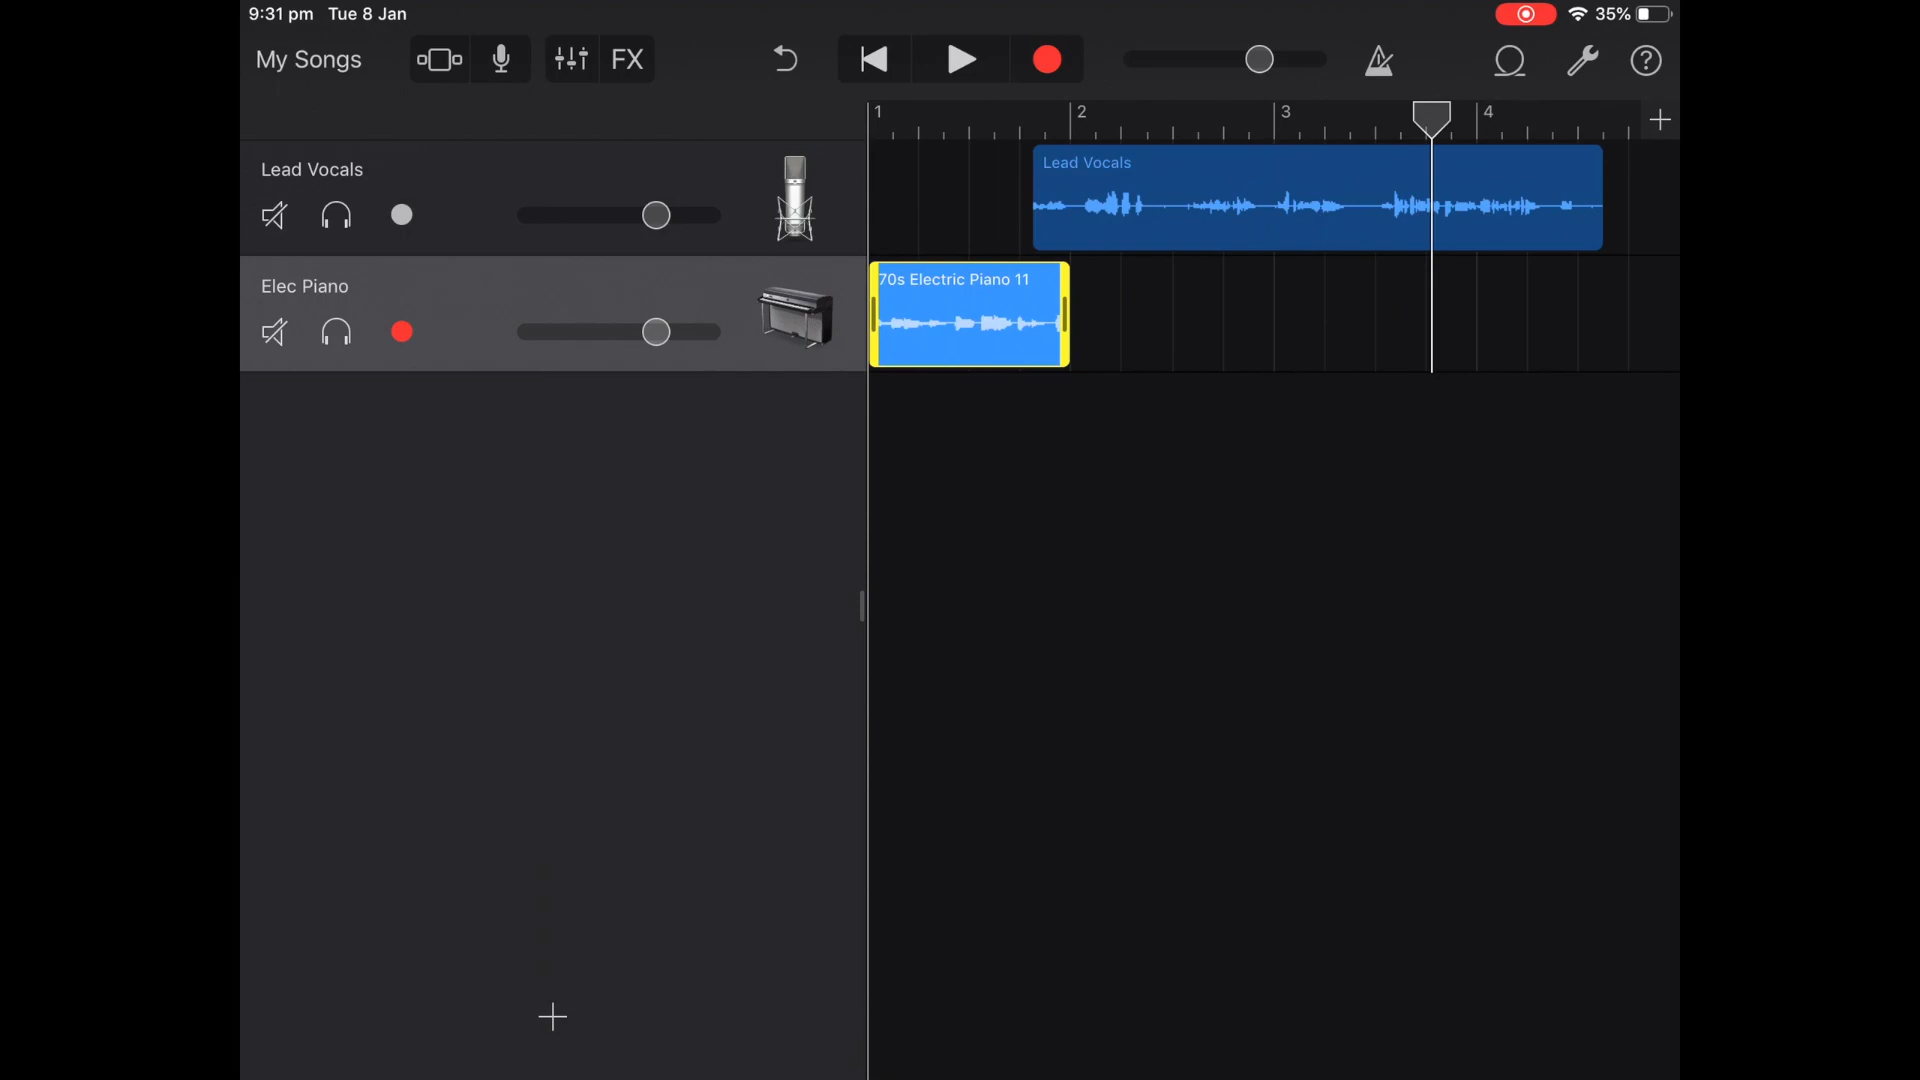 9:31 pm Tue 8 Jan
35%
My Songs
FX
1
2
3
4
Lead Vocals
Lead Vocals
Elec Piano
70s Electric Piano 11